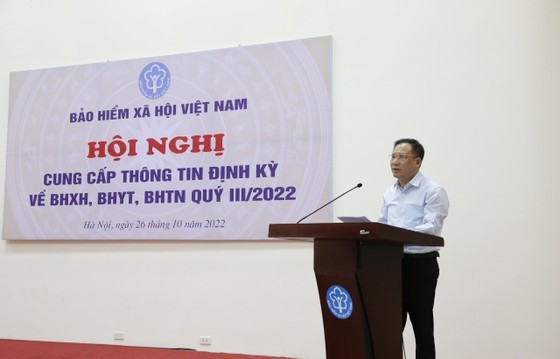 BẢO HIỂM XÃ HỘI VIỆT NAM
HỘI NGHỊ
CUNG CẤP THÔNG TIN ĐỊNH KỲ
VỀ BHXH, BHYT, BHTN QUÝ III/2022
Hà Nội, ngày 26 tháng 10 năm 2022